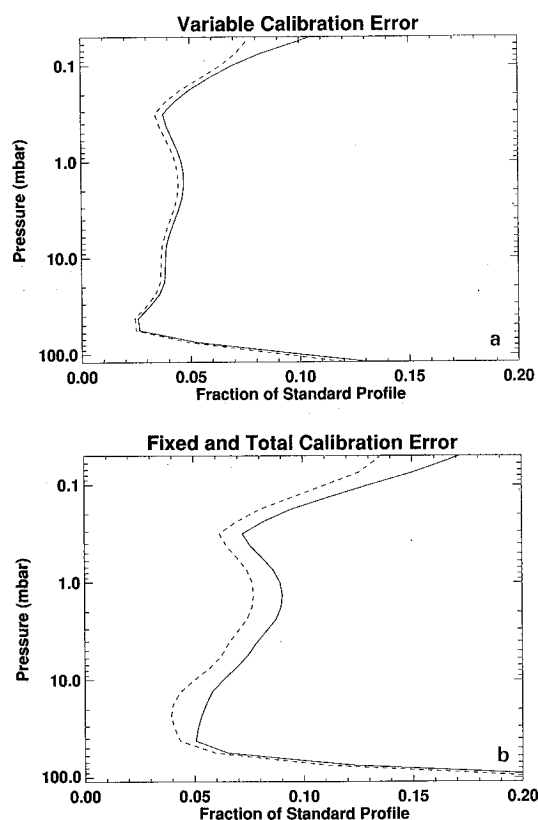 Variable Calibration Error
0.1
1.0
10.0
100.0
Pressure (mbar)
a
0.00 0.05 0.10 0.15 0.20
Fraction of Standard Profile
Fixed and Total Calibration Error
0.1
1.0
10.0
100.0
Pressure (mbar)
b
0.00 0.05 0.10 0.15 0.20
Fraction of Standard Profile